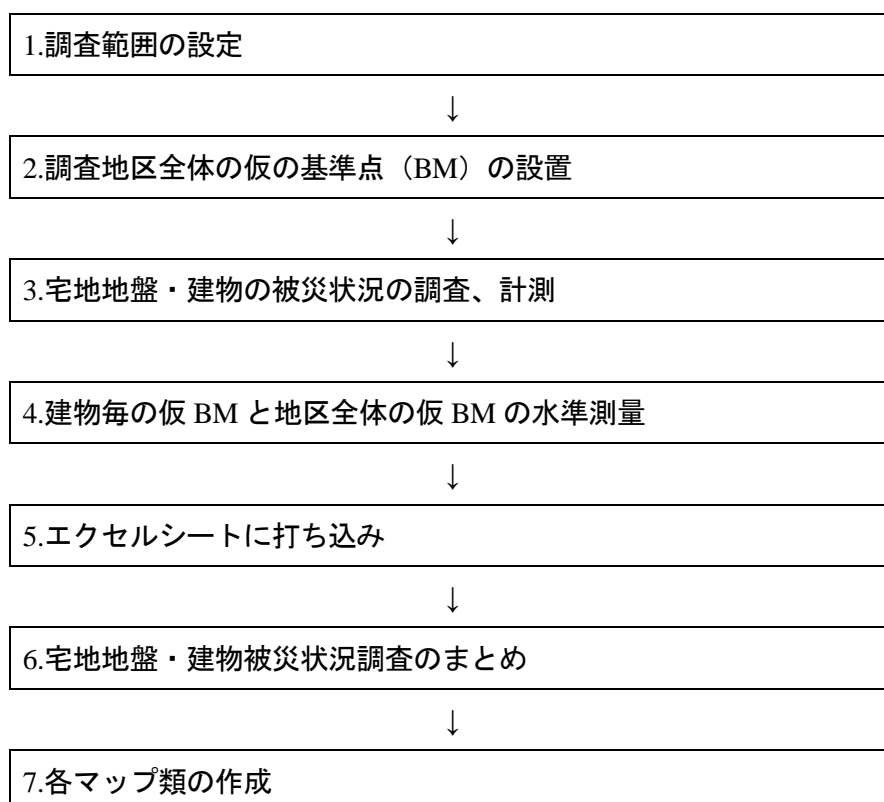 1.調査範囲の設定
↓
2.調査地区全体の仮の基準点（BM）の設置
↓
3.宅地地盤・建物の被災状況の調査、計測
↓
4.建物毎の仮 BM と地区全体の仮 BM の水準測量
↓
5.エクセルシートに打ち込み
↓
6.宅地地盤・建物被災状況調査のまとめ
↓
7.各マップ類の作成